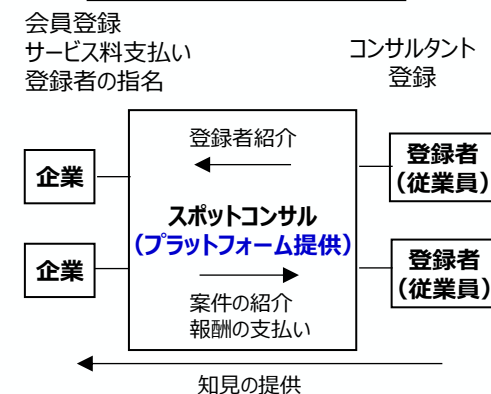 会員登録
サービス料支払い
登録者の指名
コンサルタント
登録
登録者紹介
企業
登録者
(従業員)
スポットコンサル
(プラットフォーム提供)
企業
登録者
(従業員)
案件の紹介
報酬の支払い
知見の提供